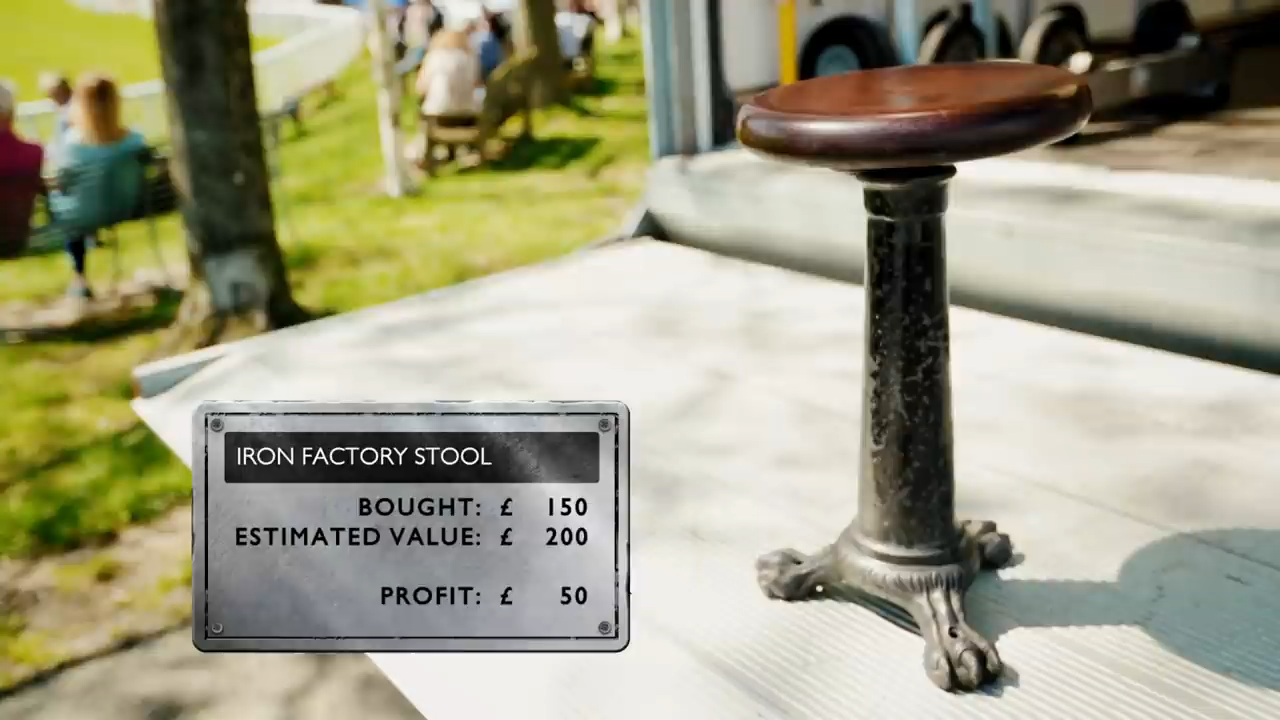 IRON FACTORY STOOL
BOUGHT: £ 150
ESTIMATED VALUE: £ 200
PROFIT: £ 50